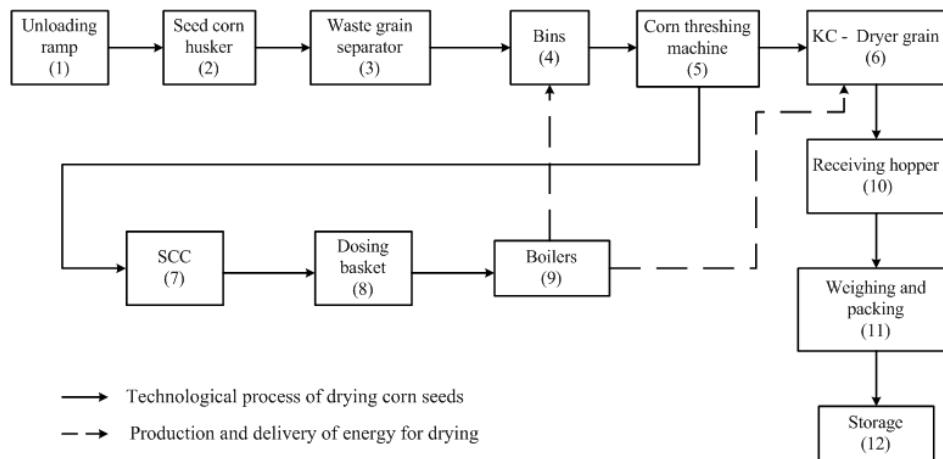 Unloading
ramp
(1)
Seed corn
husker
(2)
Waste grain
separator
(3)
Bins
(4)
Corn threshing
machine
(5)
KC - Dryer grain
(6)
Receiving hopper
(10)
SCC
(7)
Dosing
basket
(8)
Boilers
(9)
Weighing and
packing
(11)
Technological process of drying corn seeds
Production and delivery of energy for drying
Storage
(12)